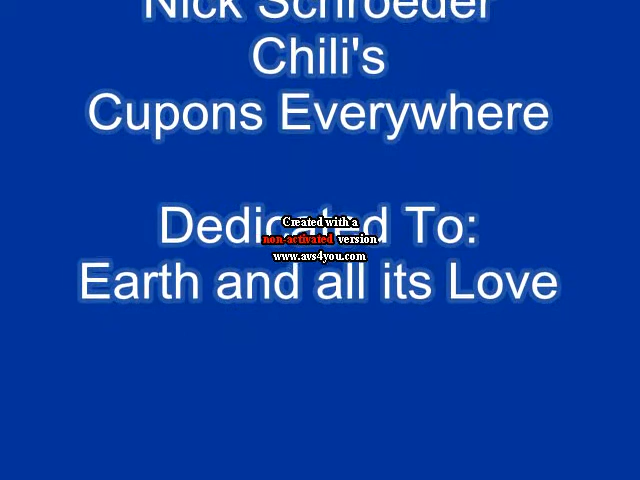 Nick Schroeder
Chili's
Cupons Everywhere
Dedicated To:
Created with a
non-activated version
www.avs4you.com
Earth and all its Love